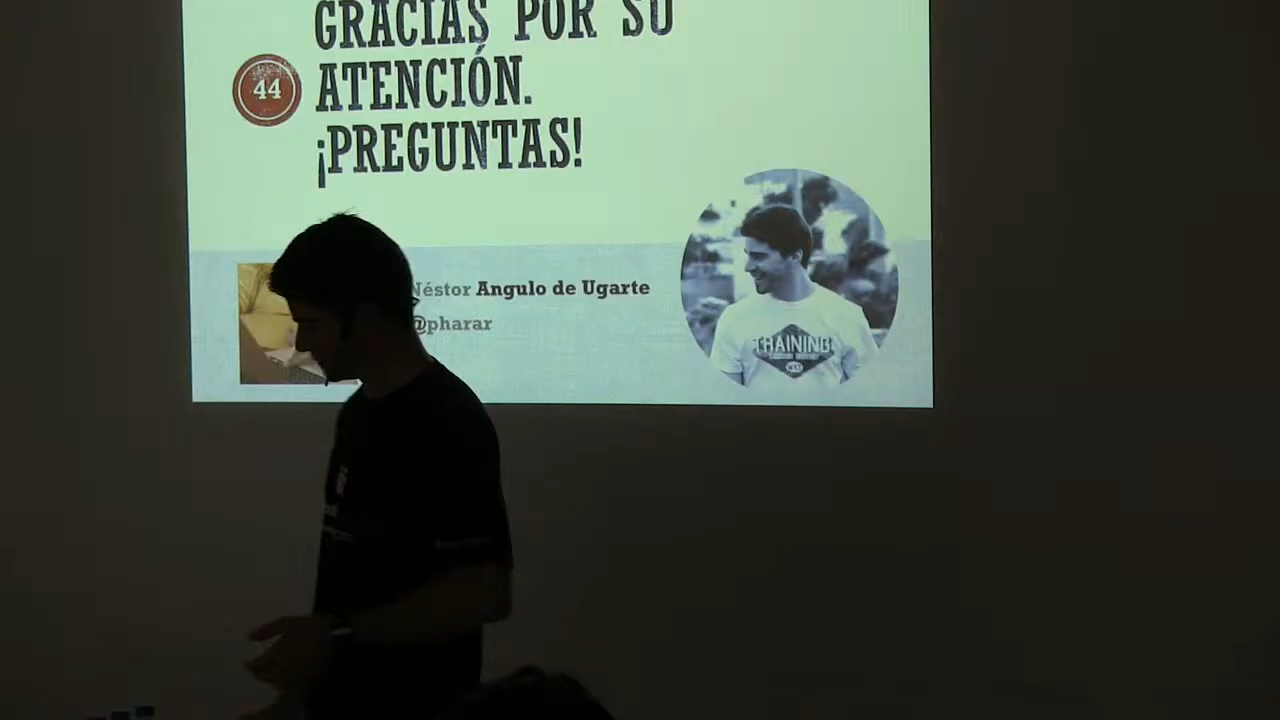 GRACIAS POR SU
44
ATENCIÓN.
¡PREGUNTAS!
Néstor Angulo de Ugarte
@pharar
TRAINING